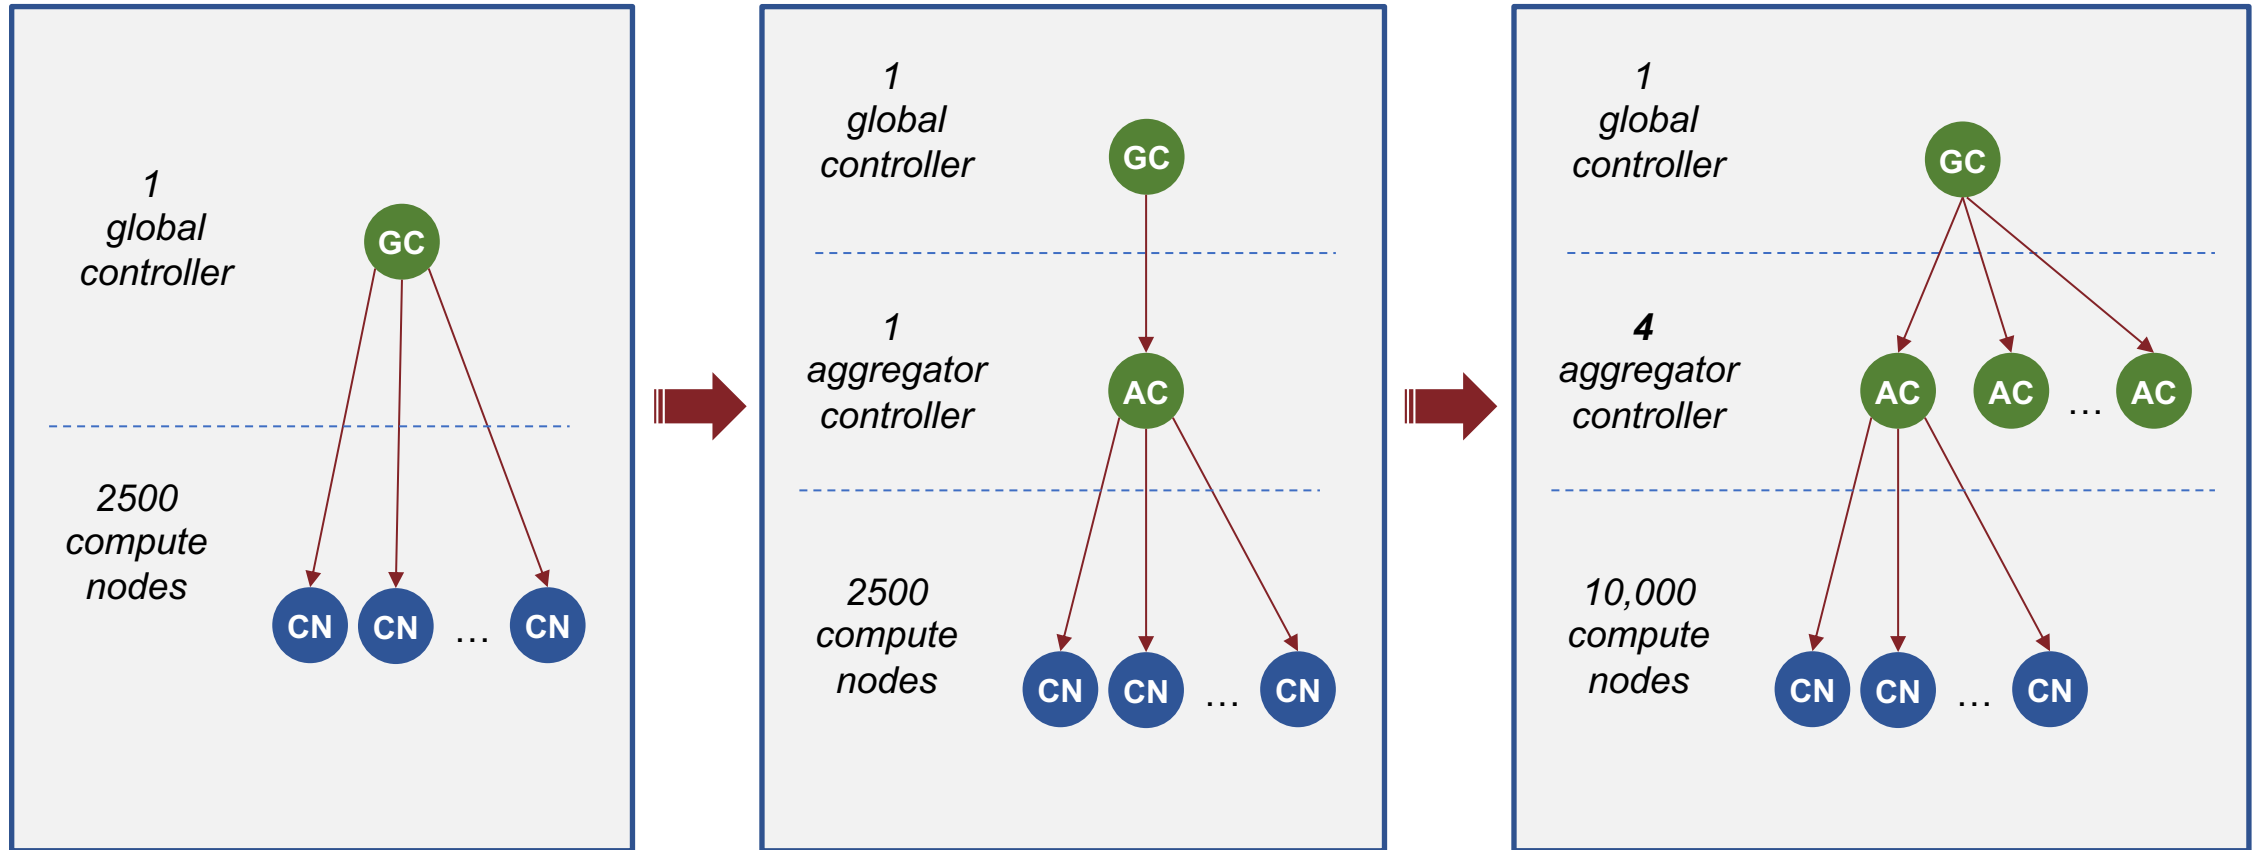 1
global
controller
GC
2500
compute
nodes
CN CN ... CN
1
global
controller
GC
1
aggregator
controller
AC
2500
compute
nodes
CN CN ... CN
1
global
controller
GC
4
aggregator
controller
AC AC ... AC
10,000
compute
nodes
CN CN ... CN